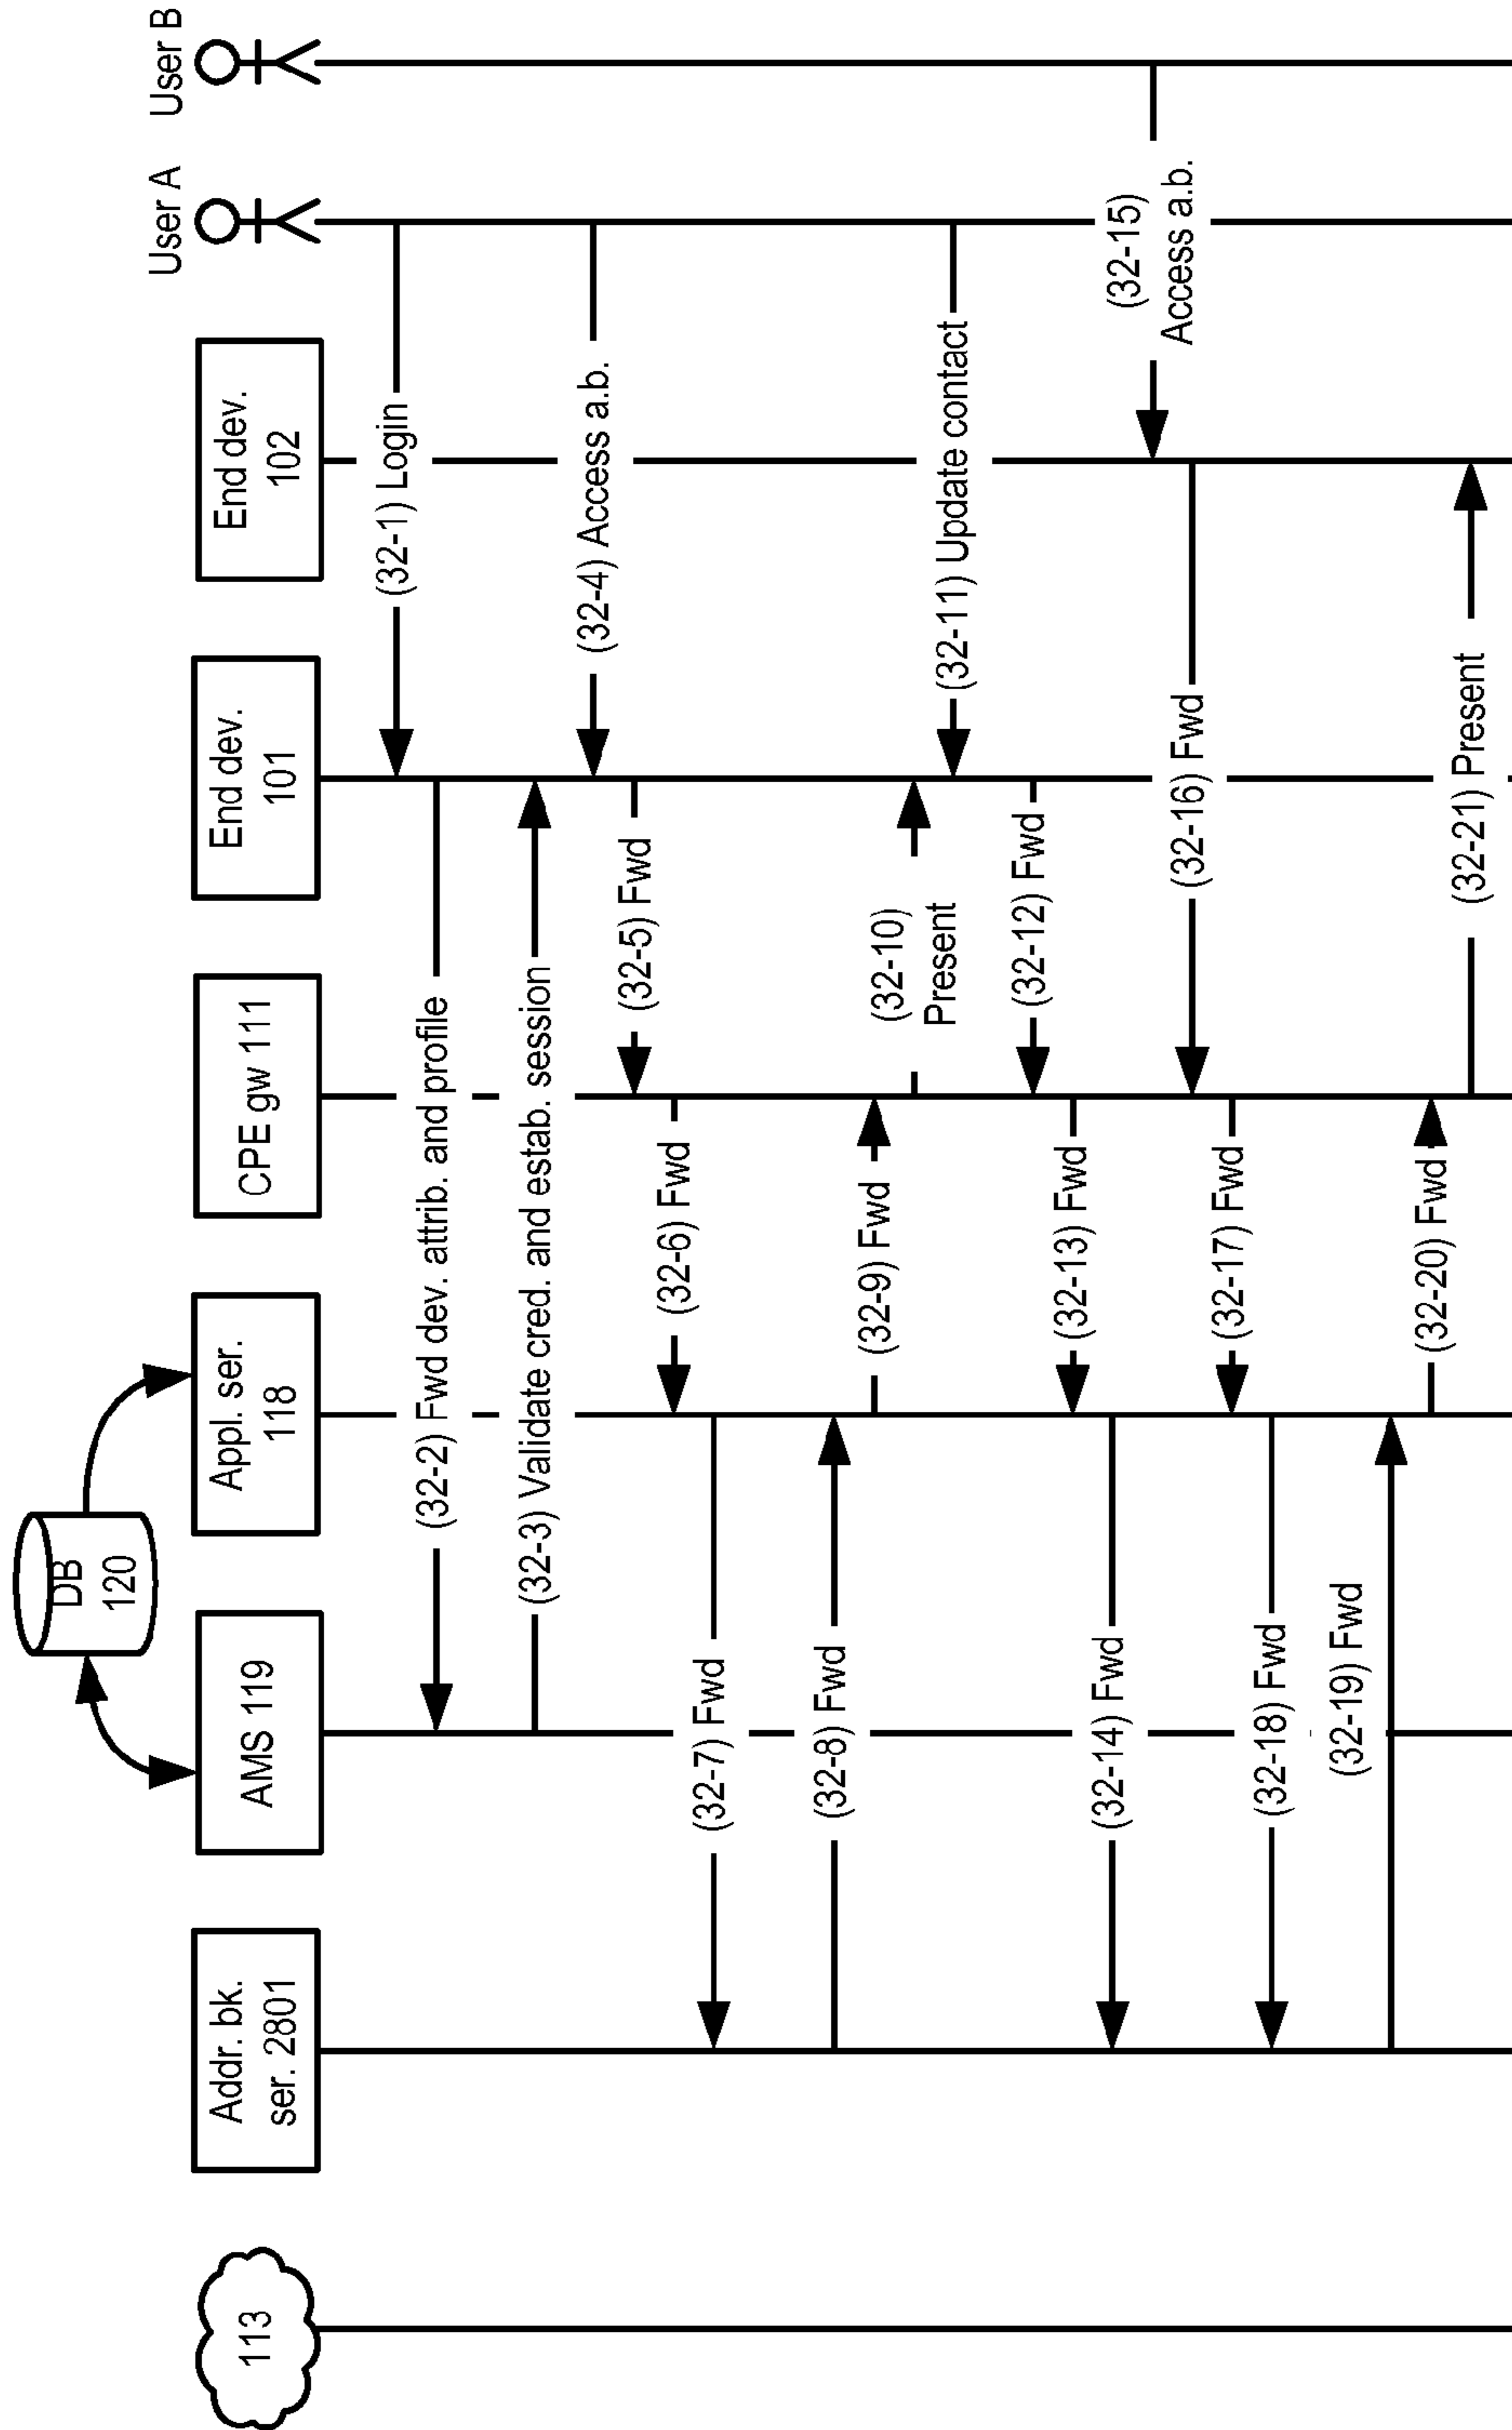 User B
User A
End dev.
102
End dev.
101
CPE gw 111
Appl. ser.
118
DB
120
AMS 119
Addr. bk.
ser. 2801
113
(32-1) Login
(32-2) Fwd dev. attrib. and profile
(32-3) Validate cred. and estab. session
(32-4) Access a.b.
(32-5) Fwd
(32-6) Fwd
(32-7) Fwd
(32-8) Fwd
(32-9) Fwd
(32-10)
Present
(32-11) Update contact
(32-12) Fwd
(32-13) Fwd
(32-14) Fwd
(32-15)
Access a.b.
(32-16) Fwd
(32-17) Fwd
(32-18) Fwd
(32-19) Fwd
(32-20) Fwd
(32-21) Present